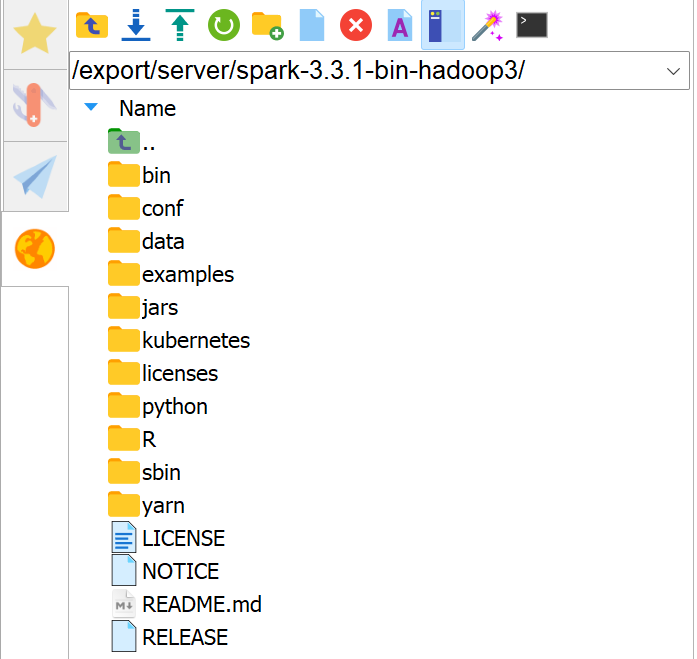 /export/server/spark-3.3.1-bin-hadoop3/
Name
..
bin
conf
data
examples
jars
kubernetes
licenses
python
R
sbin
yarn
LICENSE
NOTICE
README.md
RELEASE